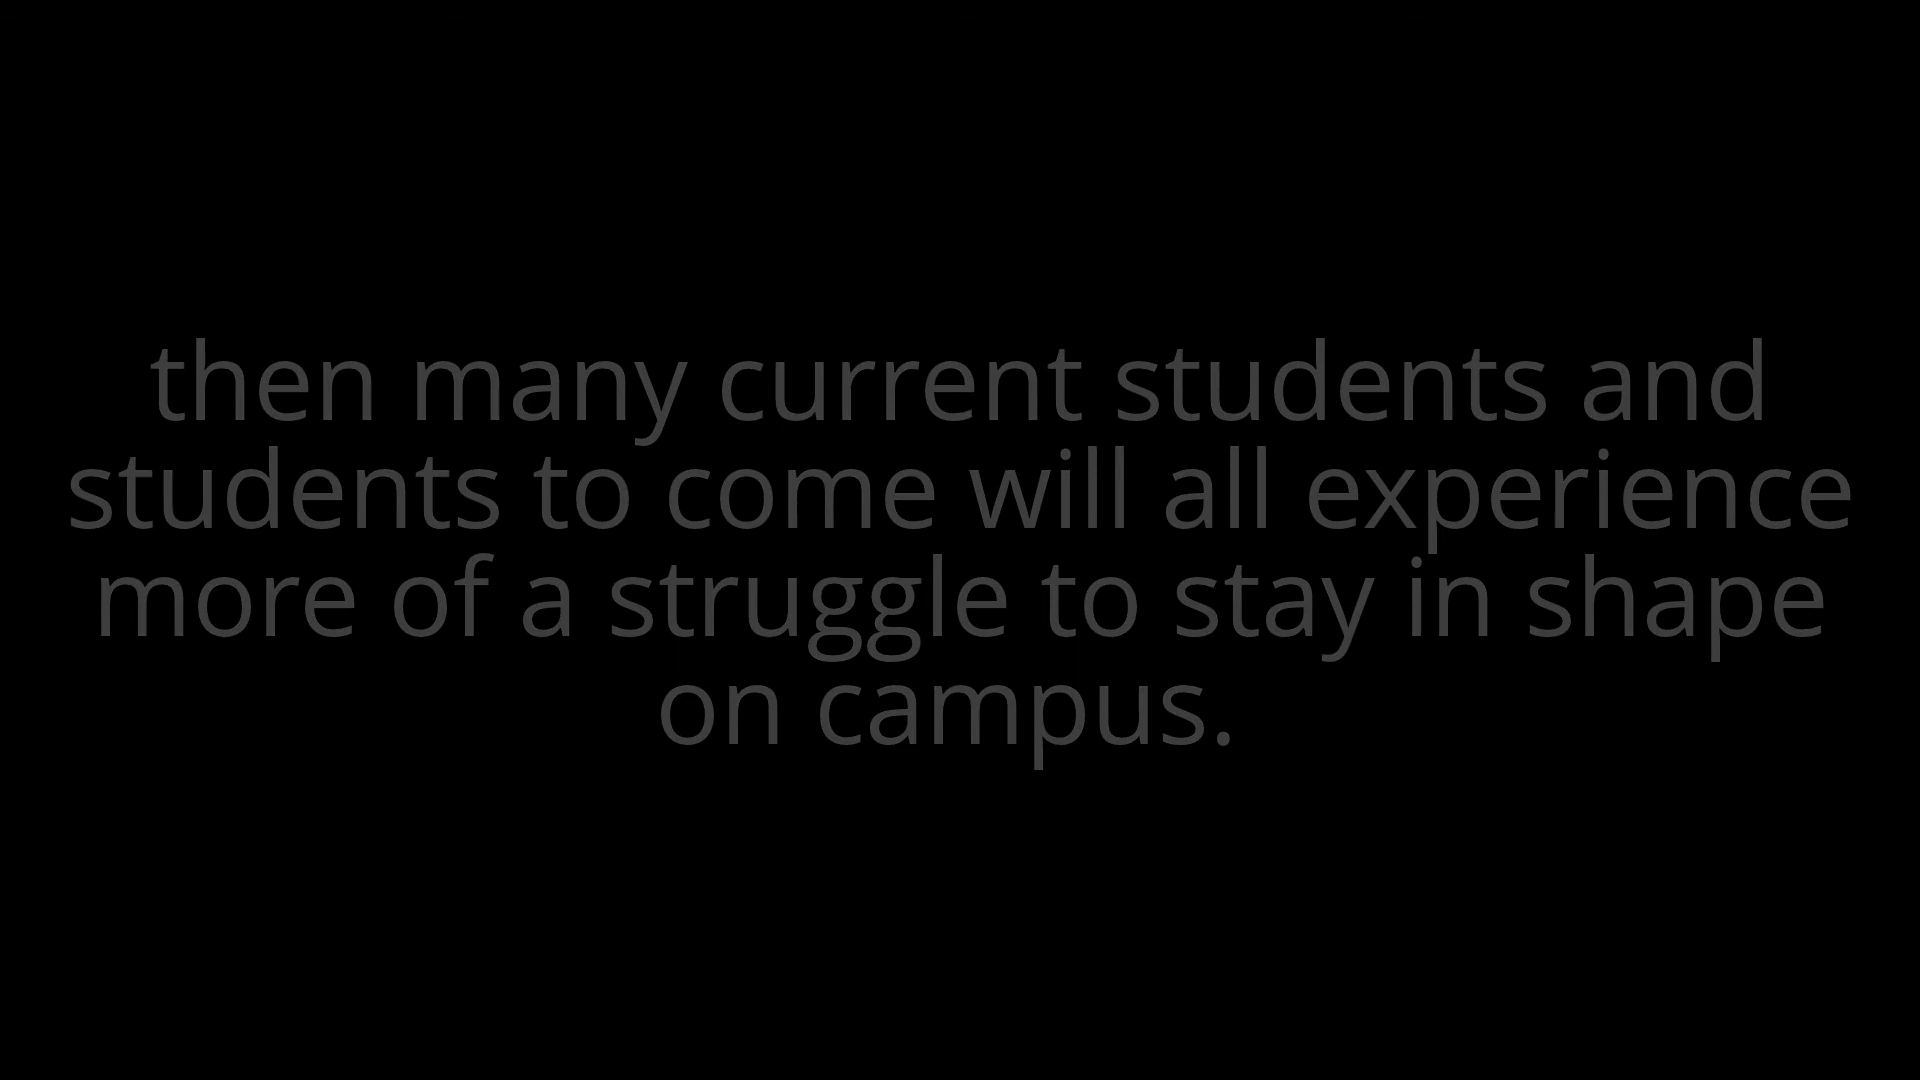 then many current students and
students to come will all experience
more of a struggle to stay in shape
on campus.